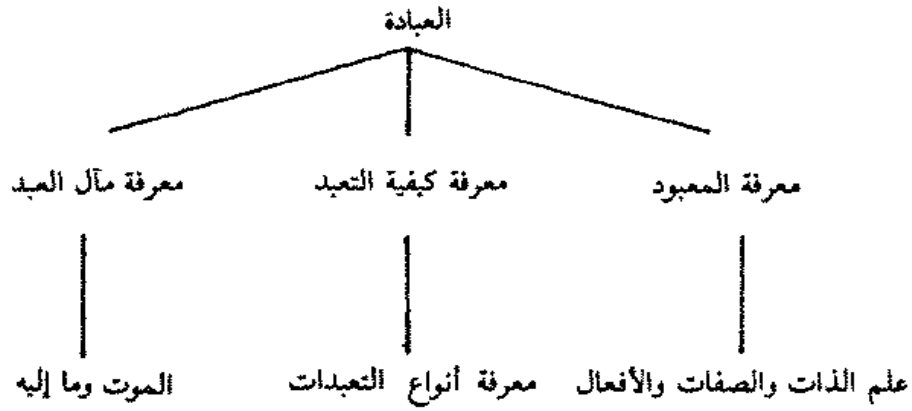 العبادة
معرفة المعبود معرفة كيفية التعبد معرفة مآل العبد
علم الذات والصفات والأفعال معرفة أنواع التعبدات الموت وما إليه